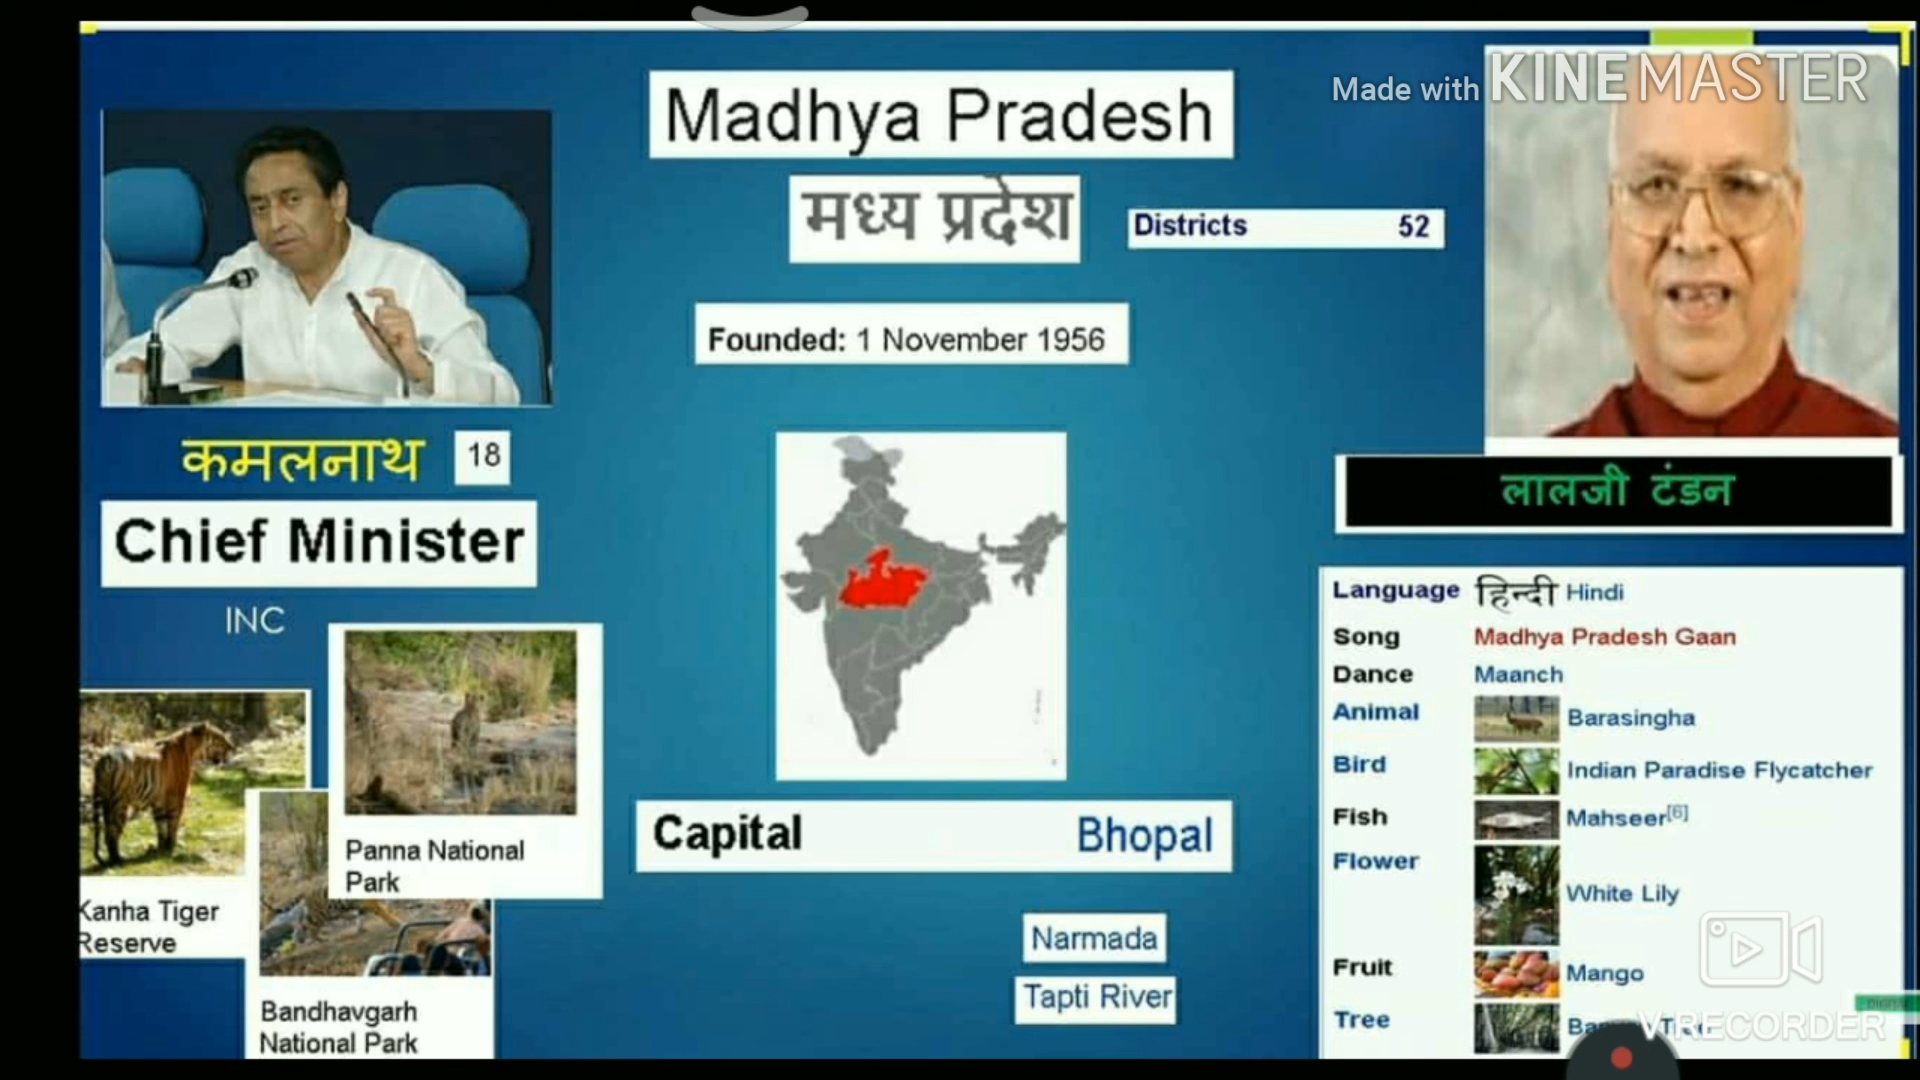 Made with KINEMASTER
Madhya Pradesh
मध्य प्रदेश
Districts 52
Founded: 1 November 1956
कमलनाथ 18
Chief Minister
INC
लालजी टंडन
Language हिन्दी Hindi
Song Madhya Pradesh Gaan
Dance Maanch
Animal Barasingha
Bird Indian Paradise Flycatcher
Fish Mahseer[6]
Flower White Lily
Fruit Mango
Tree
Capital Bhopal
Narmada
Tapti River
Panna National
Park
Kanha Tiger
Reserve
Bandhavgarh
National Park
VRECORDER